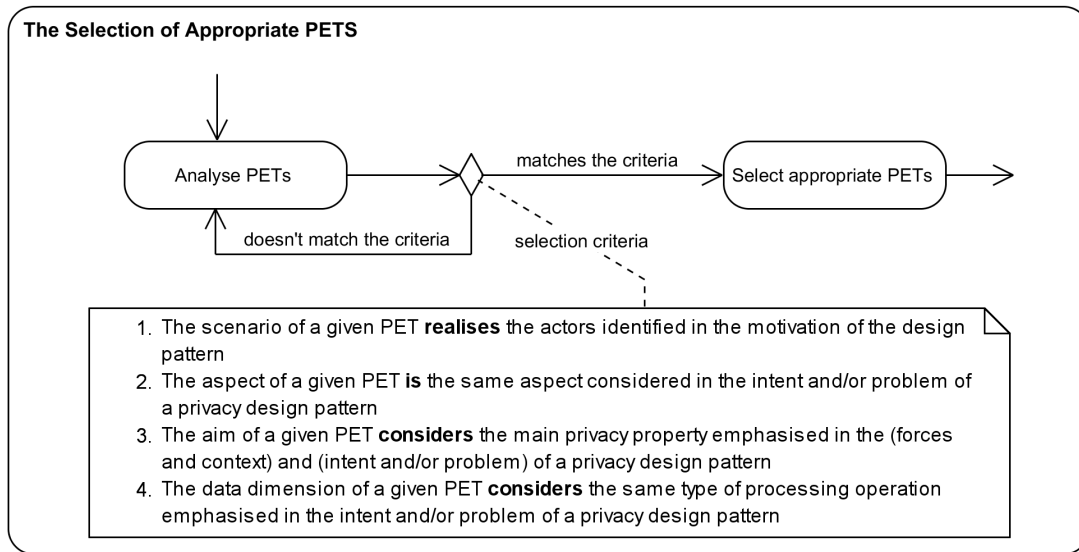 The Selection of Appropriate PETS
matches the criteria
Analyse PETs
Select appropriate PETs
doesn't match the criteria
selection criteria
1. The scenario of a given PET realises the actors identified in the motivation of the design
pattern
2. The aspect of a given PET is the same aspect considered in the intent and/or problem of
a privacy design pattern
3. The aim of a given PET considers the main privacy property emphasised in the (forces
and context) and (intent and/or problem) of a privacy design pattern
4. The data dimension of a given PET considers the same type of processing operation
emphasised in the intent and/or problem of a privacy design pattern